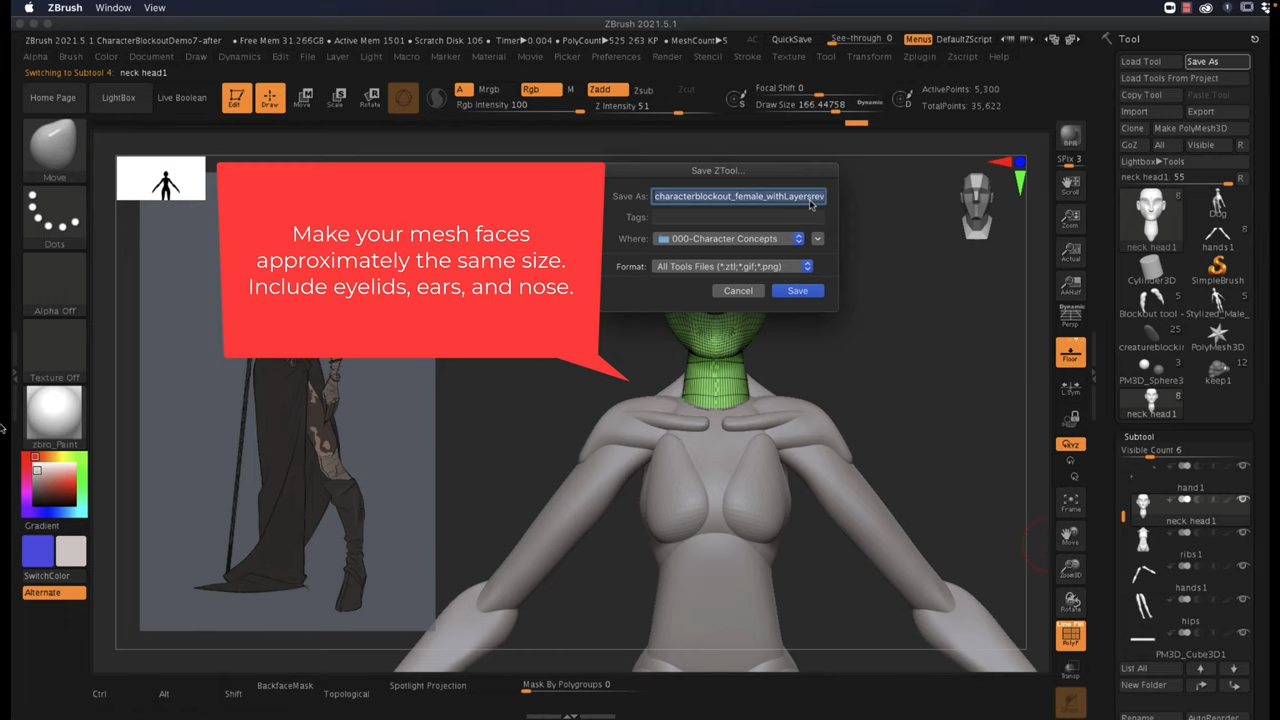 ZBrush Window View
ZBrush 2021.5.1
ZBrush 2021.5.1 CharacterBlockoutDemo7-after • Free Mem 31.266GB • Active Mem 1501 • Scratch Disk 106 • Timer▶0.004 • PolyCount▶525.263 KP • MeshCount▶5
AC QuickSave See-through 0 Menus DefaultZScript
Alpha Brush Color Document Draw Dynamics Edit File Layer Light Macro Marker Material Movie Picker Preferences Render Stencil Stroke Texture Tool Transform Zplugin Zscript Help
Switching to Subtool 4: neck head1
Home Page LightBox Live Boolean Edit Draw Move Scale Rotate
A Mrgb Rgb M Zadd Zsub Zcut
Rgb Intensity 100 Z Intensity 51
Focal Shift 0
Draw Size 166.44758 Dynamic
ActivePoints: 5,300
TotalPoints: 35,622
Move
Dots
Alpha Off
Texture Off
zbro_Paint
Gradient
SwitchColor
Alternate
Make your mesh faces
approximately the same size.
Include eyelids, ears, and nose.
Save ZTool...
Save As: characterblockout_female_withLayersrev
Tags:
Where: 000-Character Concepts
Format: All Tools Files (*.ztl;*.gif;*.png)
Cancel Save
BPR
SPix 3
Scroll
Zoom
Actual
AAHalf
Dynamic
Persp
Floor
L.Sym
XYZ
Frame
Move
Zoom3D
Rotate
Line Fill
PolyF
Transp
Tool
Load Tool Save As
Load Tools From Project
Copy Tool Paste Tool
Import Export
Clone Make PolyMesh3D
GoZ All Visible R
Lightbox▶Tools
neck head1. 55 R
neck head1 Dog
hands1
5
Cylinder3D SimpleBrush
5 5
Blockout tool - Stylized_Male_
25
creatureblockin PolyMesh3D
3 12
PM3D_Sphere3 keep1
8
neck head1
Subtool
Visible Count 6
hand1
neck head1
ribs1
hands1
hips
PM3D_Cube3D1
List All
New Folder
Rename AutoReorder
Ctrl Alt Shift BackfaceMask Topological Spotlight Projection Mask By Polygroups 0